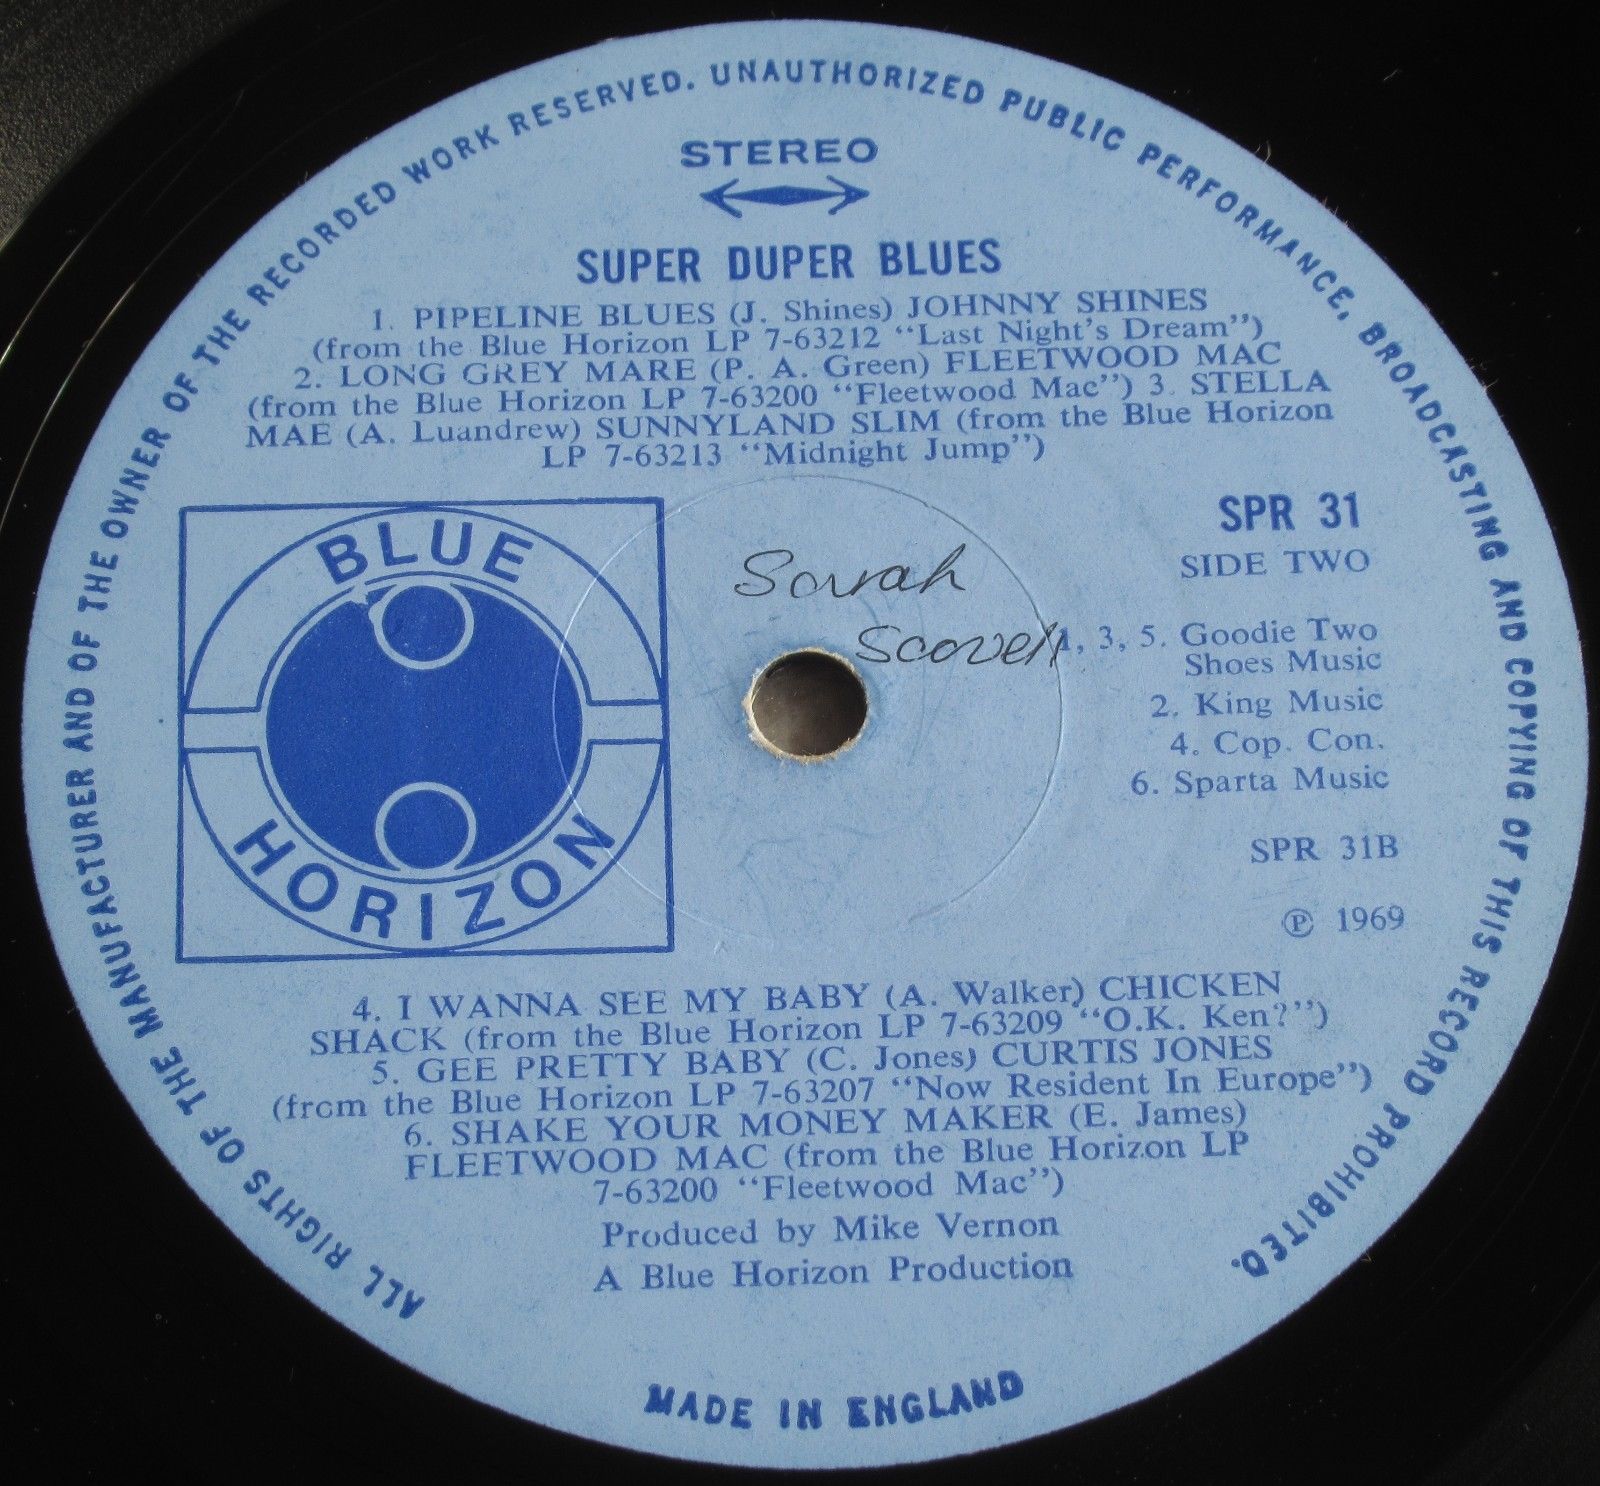 ALL RIGHTS OF THE MANUFACTURER AND OF THE OWNER OF THE RECORDED WORK RESERVED. UNAUTHORIZED PUBLIC PERFORMANCE, BROADCASTING AND COPYING OF THIS RECORD PROHIBITED.
STEREO
SUPER DUPER BLUES
1. PIPELINE BLUES (J. Shines) JOHNNY SHINES
(from the Blue Horizon LP 7-63212 “Last Night's Dream”)
2. LONG GREY MARE (P. A. Green) FLEETWOOD MAC
(from the Blue Horizon LP 7-63200 “Fleetwood Mac”) 3. STELLA
MAE (A. Luandrew) SUNNYLAND SLIM (from the Blue Horizon
LP 7-63213 “Midnight Jump”)
BLUE
HORIZON
Sarah
Scovell
SPR 31
SIDE TWO
1, 3, 5. Goodie Two
Shoes Music
2. King Music
4. Cop. Con.
6. Sparta Music
SPR 31B
℗ 1969
4. I WANNA SEE MY BABY (A. Walker) CHICKEN
SHACK (from the Blue Horizon LP 7-63209 “O.K. Ken?”)
5. GEE PRETTY BABY (C. Jones) CURTIS JONES
(from the Blue Horizon LP 7-63207 “Now Resident In Europe”)
6. SHAKE YOUR MONEY MAKER (E. James)
FLEETWOOD MAC (from the Blue Horizon LP
7-63200 “Fleetwood Mac”)
Produced by Mike Vernon
A Blue Horizon Production
MADE IN ENGLAND